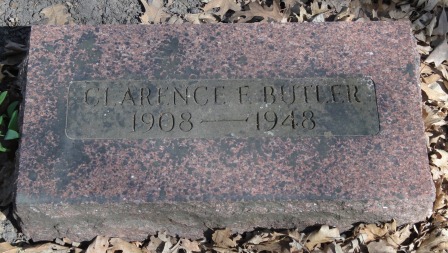 CLARENCE F. BUTLER
1908 — 1948